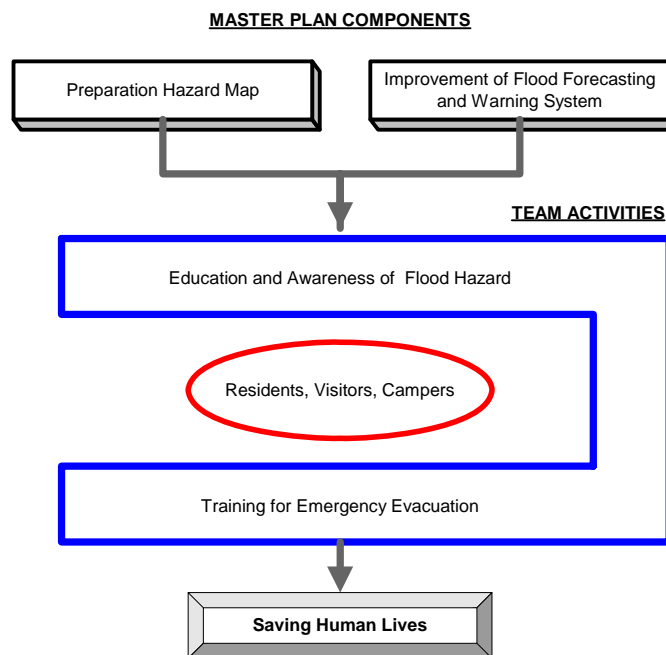 MASTER PLAN COMPONENTS
Preparation Hazard Map
Improvement of Flood Forecasting
and Warning System
TEAM ACTIVITIES
Education and Awareness of  Flood Hazard
Residents, Visitors, Campers
Training for Emergency Evacuation
Saving Human Lives